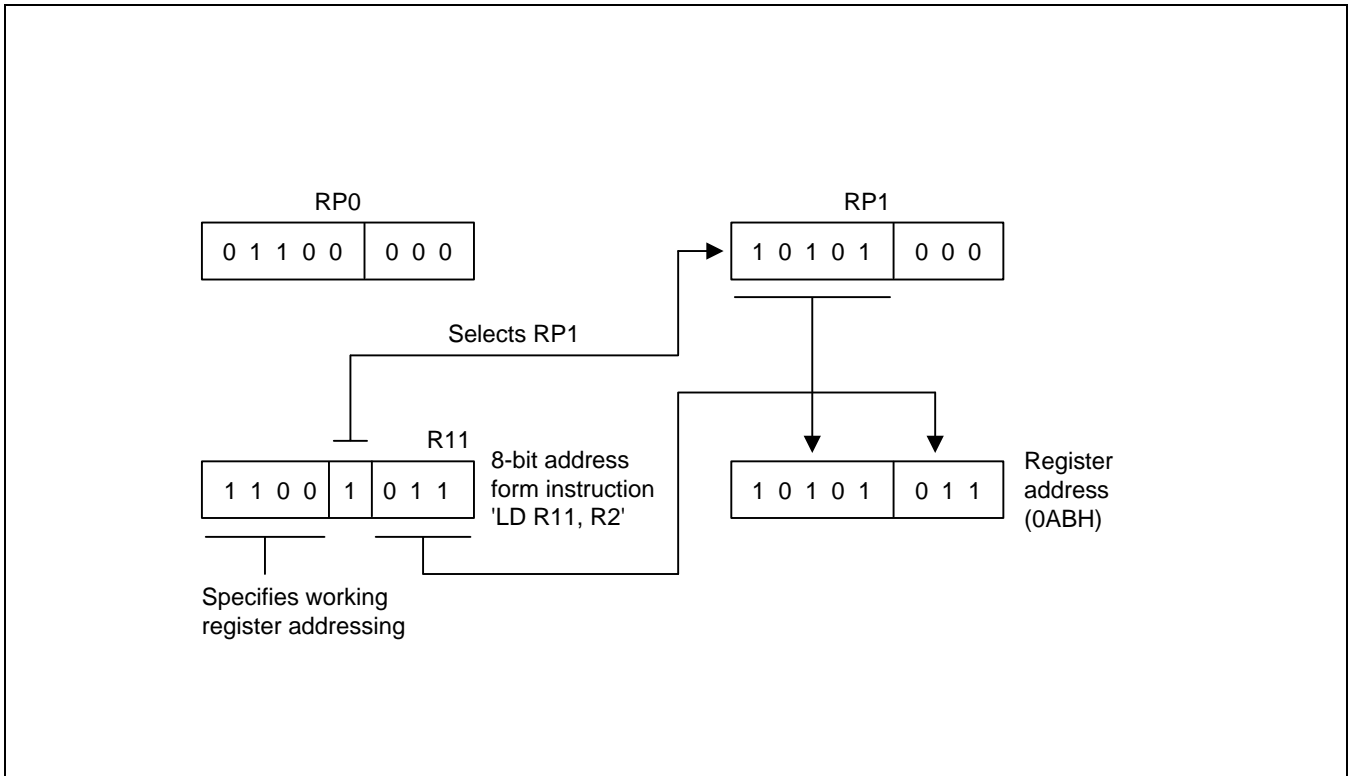 RP0
RP1
0 1 1 0 0 0 0 0
1 0 1 0 1 0 0 0
Selects RP1
R11
1 1 0 0 1 0 1 1
8-bit address
form instruction
'LD R11, R2'
1 0 1 0 1 0 1 1
Register
address
(0ABH)
Specifies working
register addressing